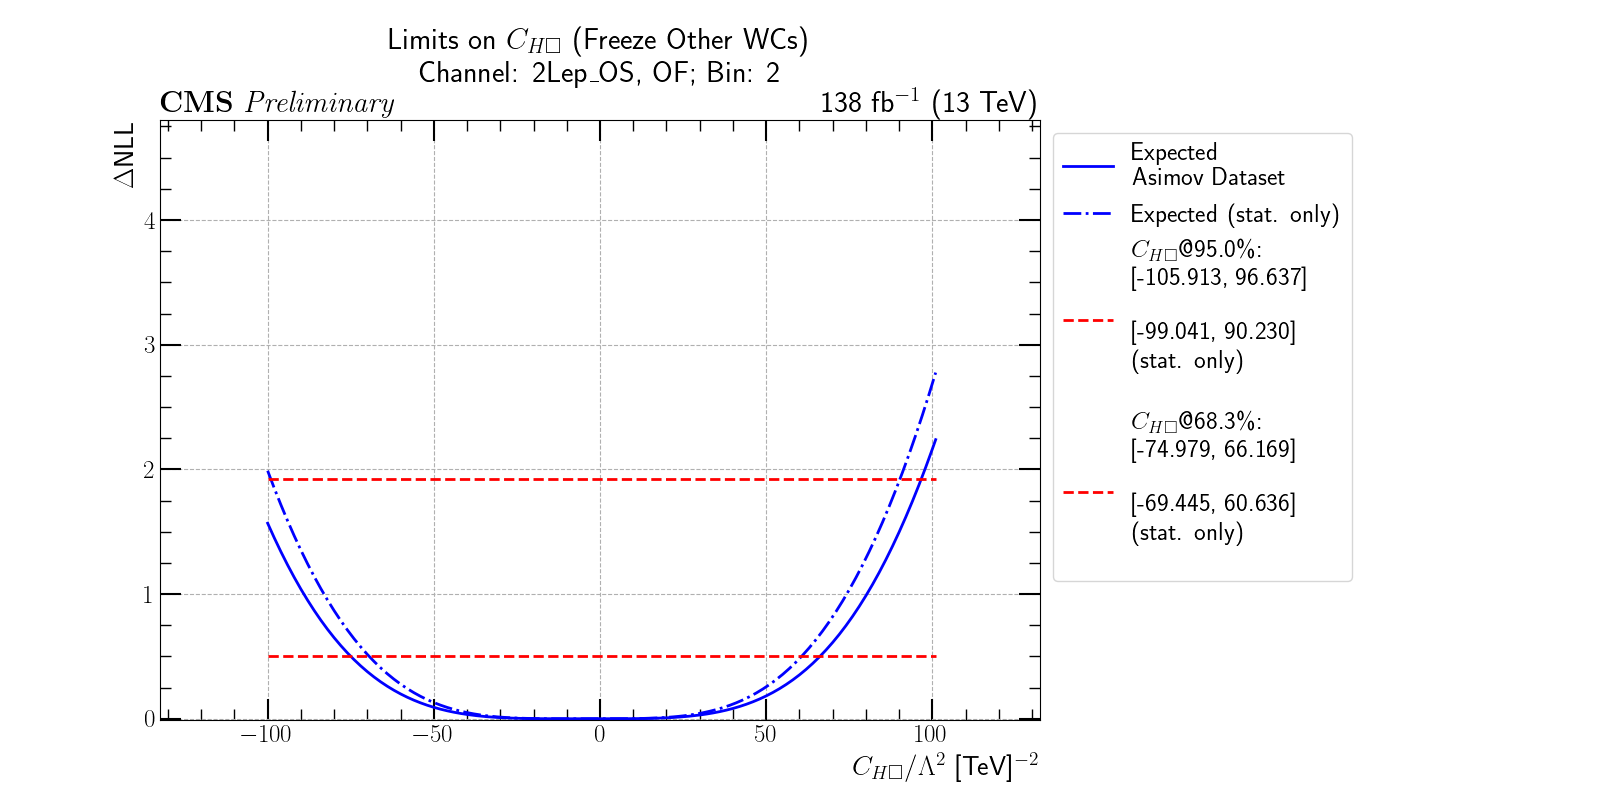 Limits on C_{H□} (Freeze Other WCs)
Channel: 2Lep_OS, OF; Bin: 2
CMS Preliminary
138 fb⁻¹ (13 TeV)
ΔNLL
4
3
2
1
0
−100
−50
0
50
100
C_{H□}/Λ² [TeV]⁻²
Expected
Asimov Dataset
Expected (stat. only)
C_{H□}@95.0%:
[-105.913, 96.637]
[-99.041, 90.230]
(stat. only)
C_{H□}@68.3%:
[-74.979, 66.169]
[-69.445, 60.636]
(stat. only)